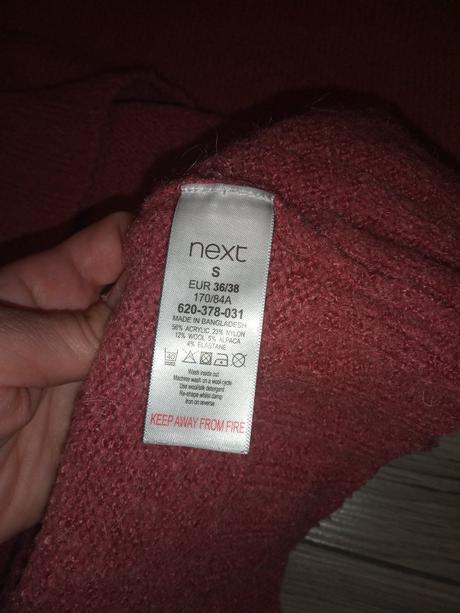 next
S
EUR 36/38
170/84A
620-378-031
MADE IN BANGLADESH
56% ACRYLIC 23% NYLON
12% WOOL 5% ALPACA
4% ELASTANE
40
Wash inside out
Machine wash on a wool cycle
Use wool/silk detergent
Re-shape whilst damp
Iron on reverse
KEEP AWAY FROM FIRE